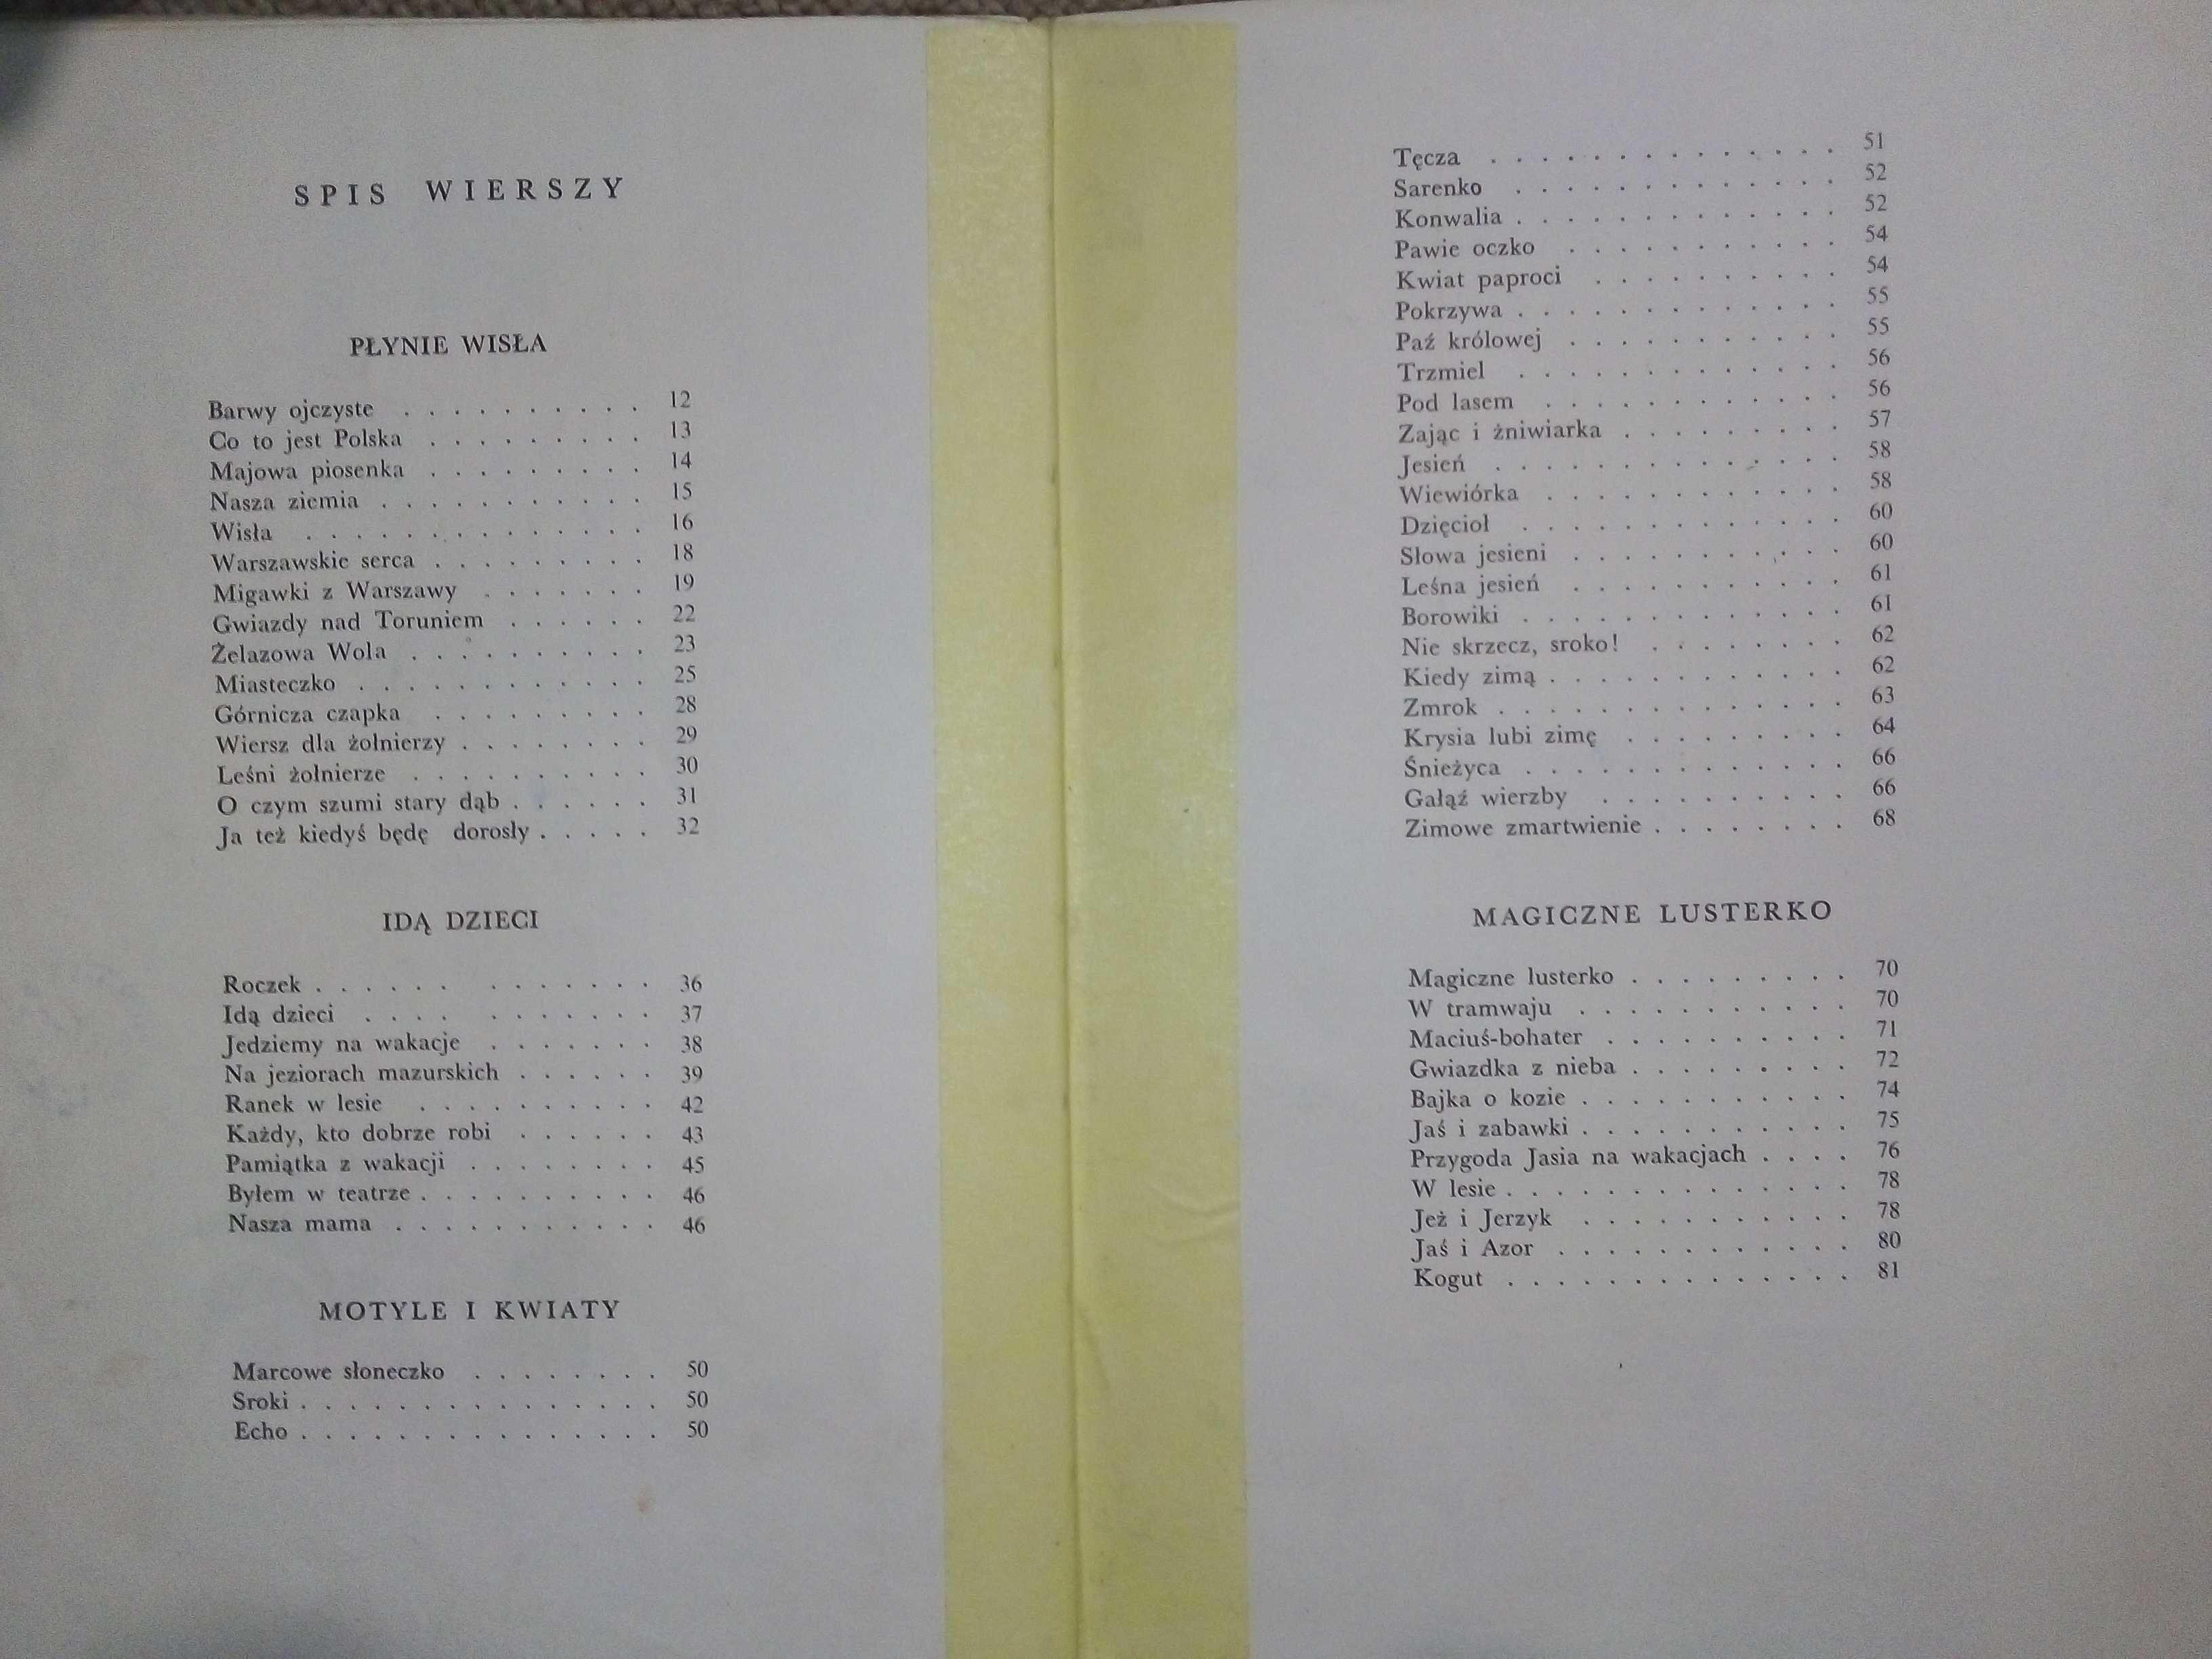 SPIS WIERSZY
PŁYNIE WISŁA
Barwy ojczyste . . . . . . . . . . 12
Co to jest Polska . . . . . . . . . 13
Majowa piosenka . . . . . . . . . 14
Nasza ziemia . . . . . . . . . . . 15
Wisła . . . . . . . . . . . . . . 16
Warszawskie serca . . . . . . . . . 18
Migawki z Warszawy . . . . . . . 19
Gwiazdy nad Toruniem . . . . . . 22
Żelazowa Wola . . . . . . . . . . 23
Miasteczko . . . . . . . . . . . . 25
Górnicza czapka . . . . . . . . . 28
Wiersz dla żołnierzy . . . . . . . . 29
Leśni żołnierze . . . . . . . . . . 30
O czym szumi stary dąb . . . . . . 31
Ja też kiedyś będę dorosły . . . . . 32
IDĄ DZIECI
Roczek . . . . . . . . . . . . . 36
Idą dzieci . . . . . . . . . . . 37
Jedziemy na wakacje . . . . . . . 38
Na jeziorach mazurskich . . . . . . 39
Ranek w lesie . . . . . . . . . . 42
Każdy, kto dobrze robi . . . . . . 43
Pamiątka z wakacji . . . . . . . . 45
Byłem w teatrze . . . . . . . . . . 46
Nasza mama . . . . . . . . . . . 46
MOTYLE I KWIATY
Marcowe słoneczko . . . . . . . . 50
Sroki . . . . . . . . . . . . . . . 50
Echo . . . . . . . . . . . . . . . 50
Tęcza . . . . . . . . . . . . . . 51
Sarenko . . . . . . . . . . . . . 52
Konwalia . . . . . . . . . . . . . 52
Pawie oczko . . . . . . . . . . . 54
Kwiat paproci . . . . . . . . . . 54
Pokrzywa . . . . . . . . . . . . . 55
Paź królowej . . . . . . . . . . . 55
Trzmiel . . . . . . . . . . . . . 56
Pod lasem . . . . . . . . . . . . 56
Zając i żniwiarka . . . . . . . . . 57
Jesień . . . . . . . . . . . . . . 58
Wiewiórka . . . . . . . . . . . . 58
Dzięcioł . . . . . . . . . . . . . 60
Słowa jesieni . . . . . . . . . . . 60
Leśna jesień . . . . . . . . . . . 61
Borowiki . . . . . . . . . . . . . 61
Nie skrzecz, sroko! . . . . . . . . 62
Kiedy zimą . . . . . . . . . . . . 62
Zmrok . . . . . . . . . . . . . . 63
Krysia lubi zimę . . . . . . . . . 64
Śnieżyca . . . . . . . . . . . . . 66
Gałąź wierzby . . . . . . . . . . 66
Zimowe zmartwienie . . . . . . . . 68
MAGICZNE LUSTERKO
Magiczne lusterko . . . . . . . . . 70
W tramwaju . . . . . . . . . . . 70
Maciuś-bohater . . . . . . . . . . 71
Gwiazdka z nieba . . . . . . . . . 72
Bajka o kozie . . . . . . . . . . . 74
Jaś i zabawki . . . . . . . . . . . 75
Przygoda Jasia na wakacjach . . . . 76
W lesie . . . . . . . . . . . . . . 78
Jeż i Jerzyk . . . . . . . . . . . 78
Jaś i Azor . . . . . . . . . . . . 80
Kogut . . . . . . . . . . . . . . 81